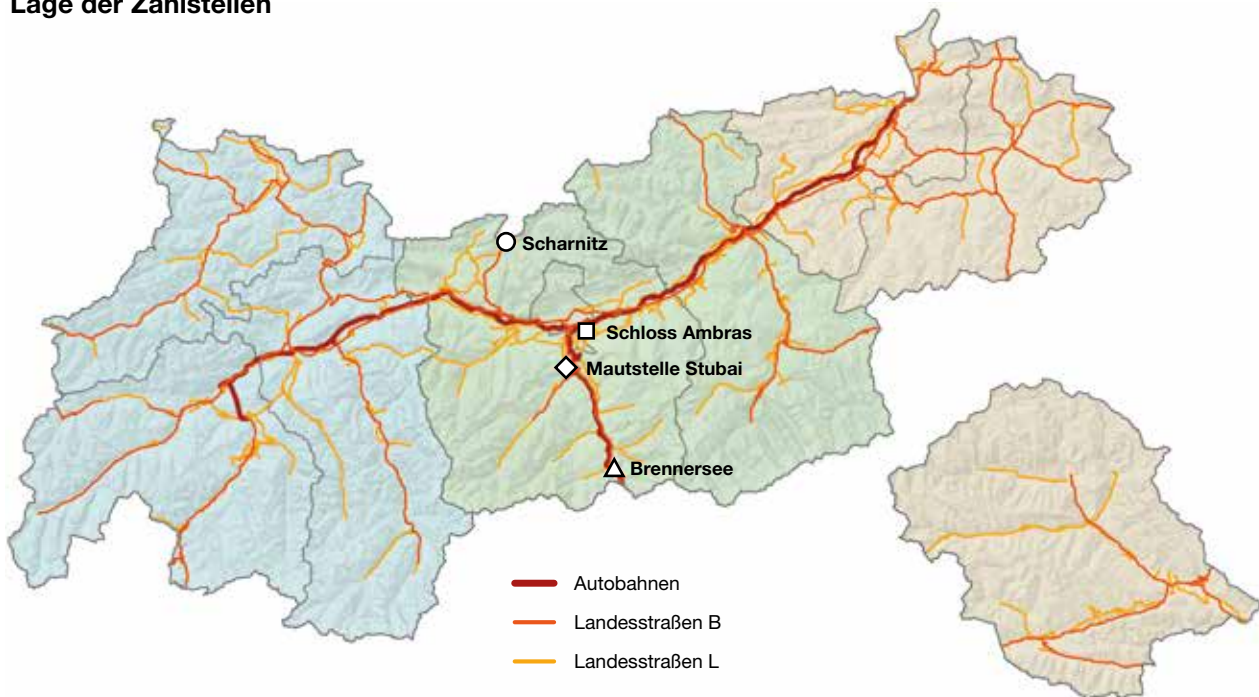 Lage der Zählstellen
Scharnitz
Schloss Ambras
Mautstelle Stubai
Brennersee
Autobahnen
Landesstraßen B
Landesstraßen L